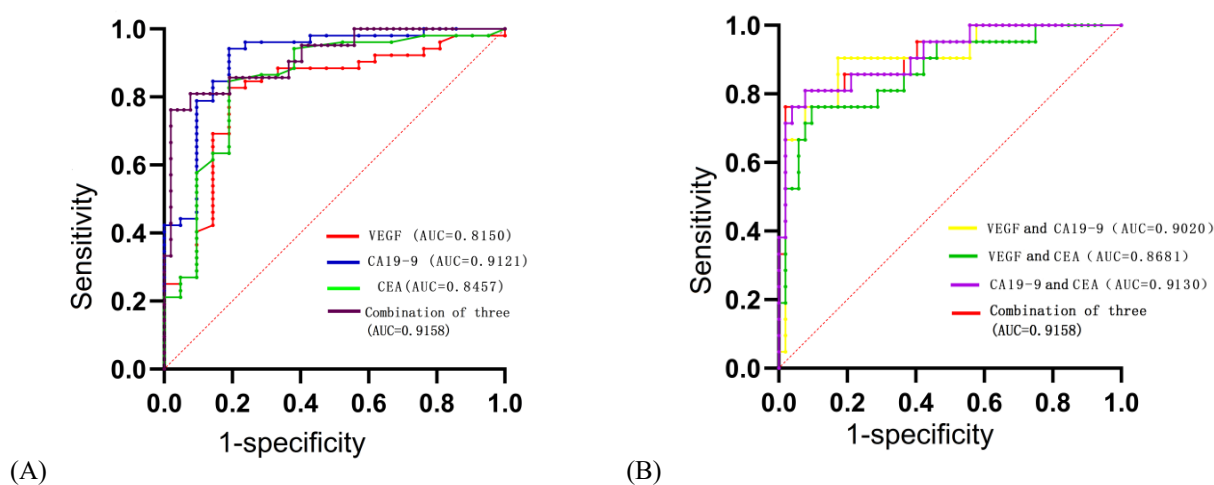 1.0
0.8
0.6
0.4
0.2
0.0
Sensitivity
VEGF (AUC=0.8150)
CA19-9 (AUC=0.9121)
CEA(AUC=0.8457)
Combination of three
(AUC=0.9158)
0.0 0.2 0.4 0.6 0.8 1.0
1-specificity
(A)
1.0
0.8
0.6
0.4
0.2
0.0
Sensitivity
VEGF and CA19-9（AUC=0.9020）
VEGF and CEA（AUC=0.8681）
CA19-9 and CEA（AUC=0.9130）
Combination of three
(AUC=0.9158)
0.0 0.2 0.4 0.6 0.8 1.0
1-specificity
(B)